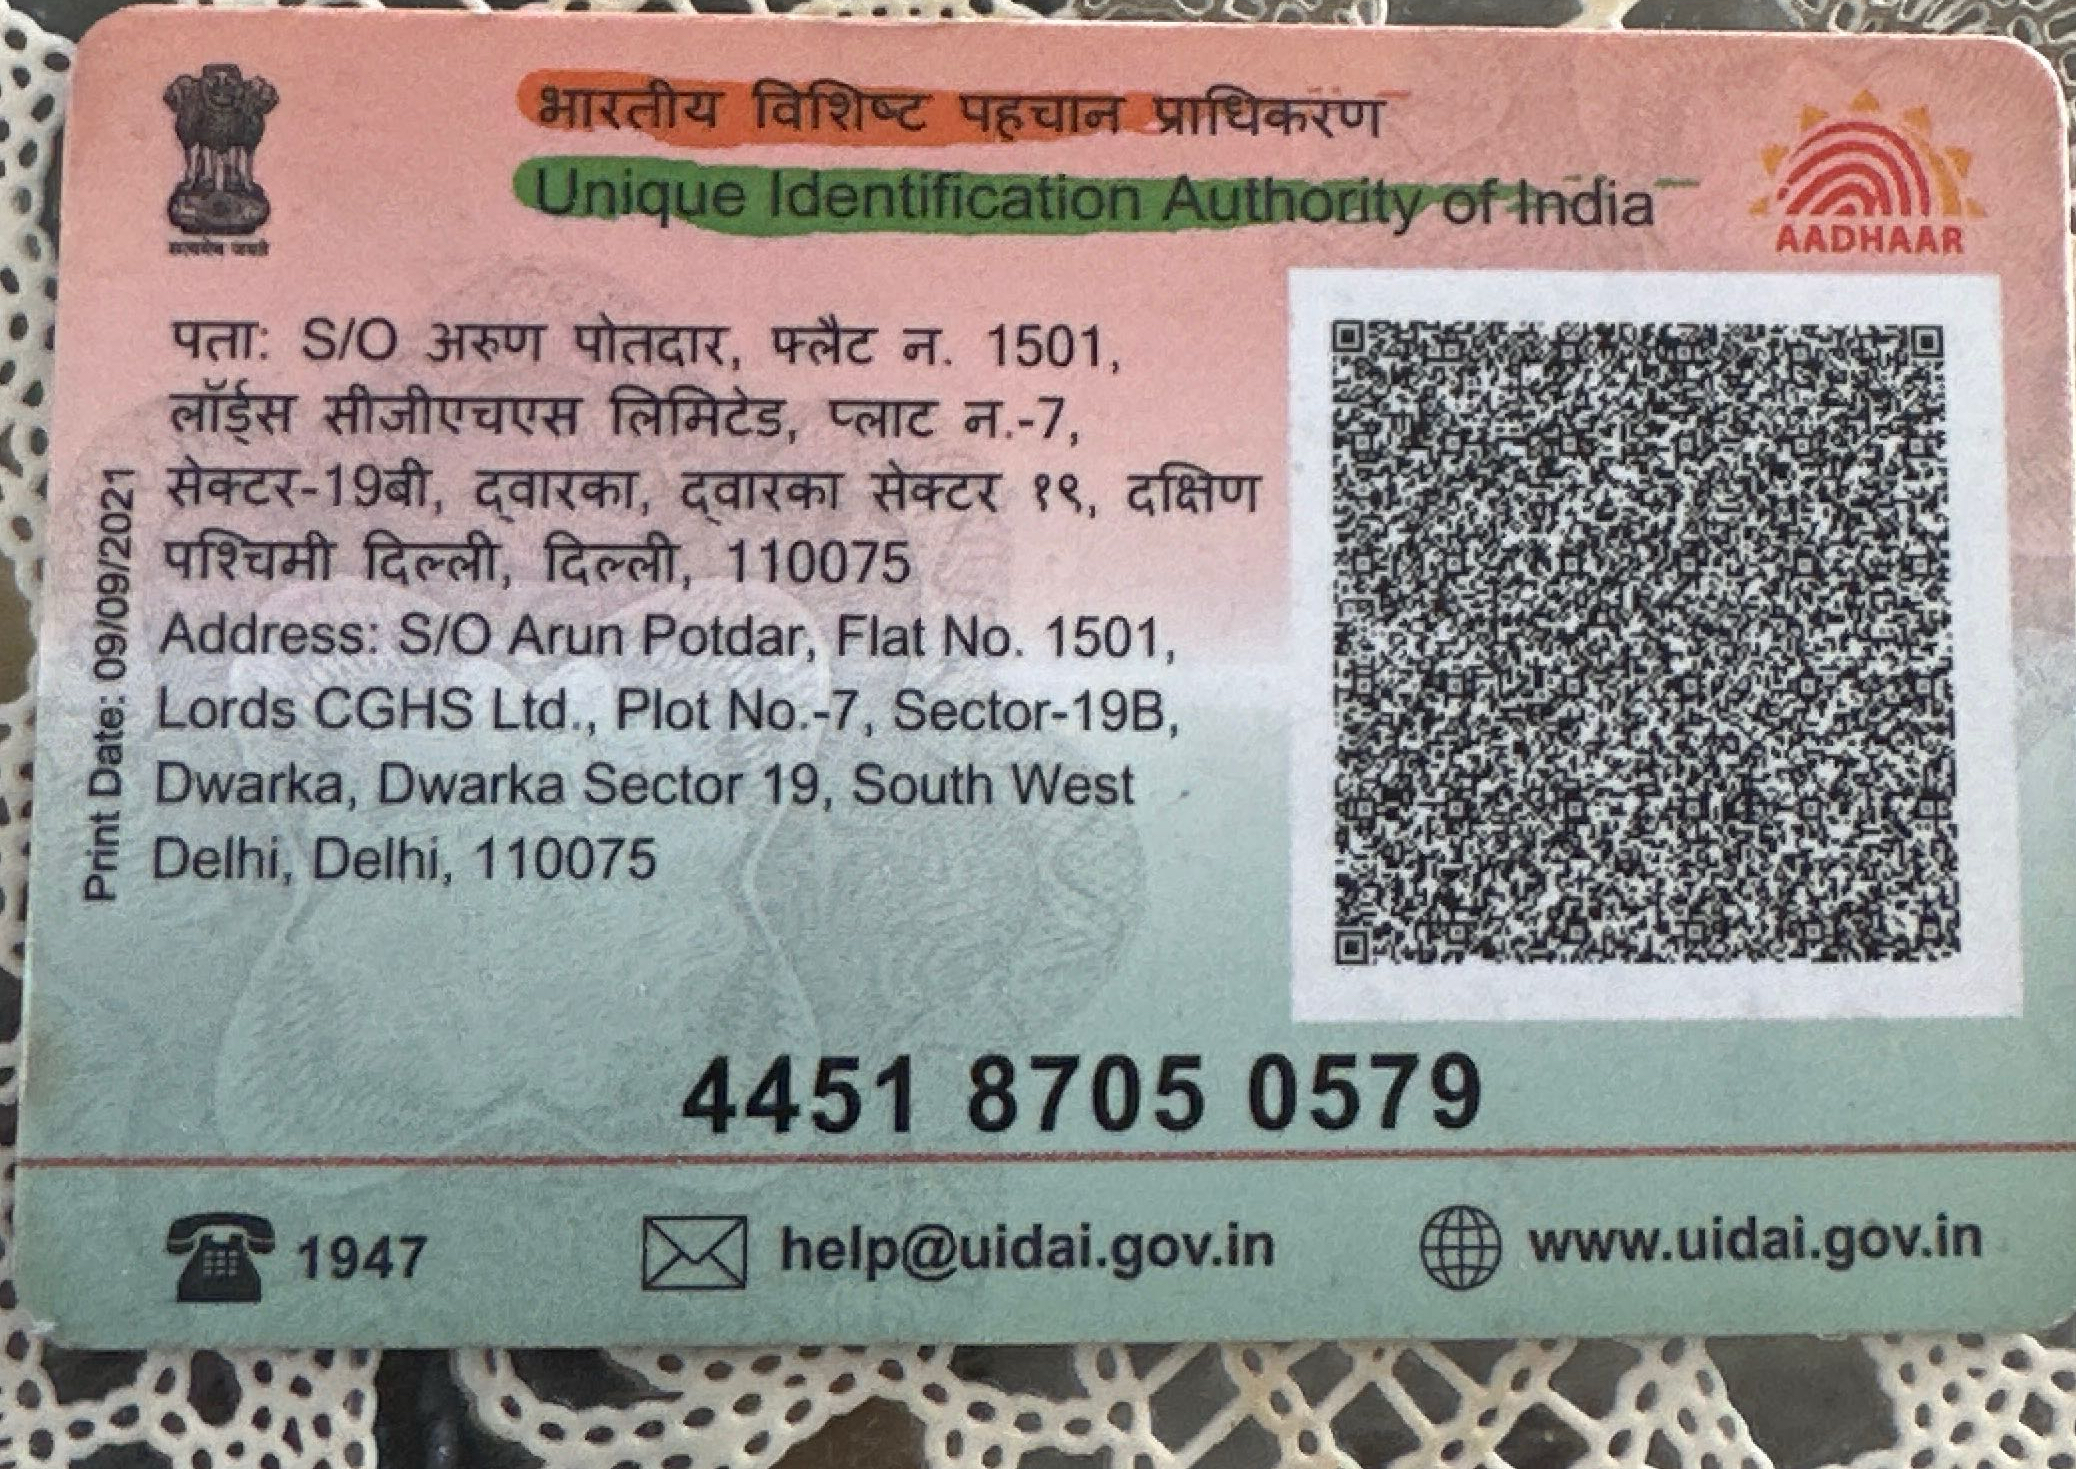 भारतीय विशिष्ट पहचान प्राधिकरण
Unique Identification Authority of India
सत्यमेव जयते
AADHAAR
पता: S/O अरुण पोतदार, फ्लैट न. 1501,
लॉर्ड्स सीजीएचएस लिमिटेड, प्लाट न.-7,
सेक्टर-19बी, द्वारका, द्वारका सेक्टर १९, दक्षिण
पश्चिमी दिल्ली, दिल्ली, 110075
Address: S/O Arun Potdar, Flat No. 1501,
Lords CGHS Ltd., Plot No.-7, Sector-19B,
Dwarka, Dwarka Sector 19, South West
Delhi, Delhi, 110075
Print Date: 09/09/2021
4451 8705 0579
1947
help@uidai.gov.in
www.uidai.gov.in